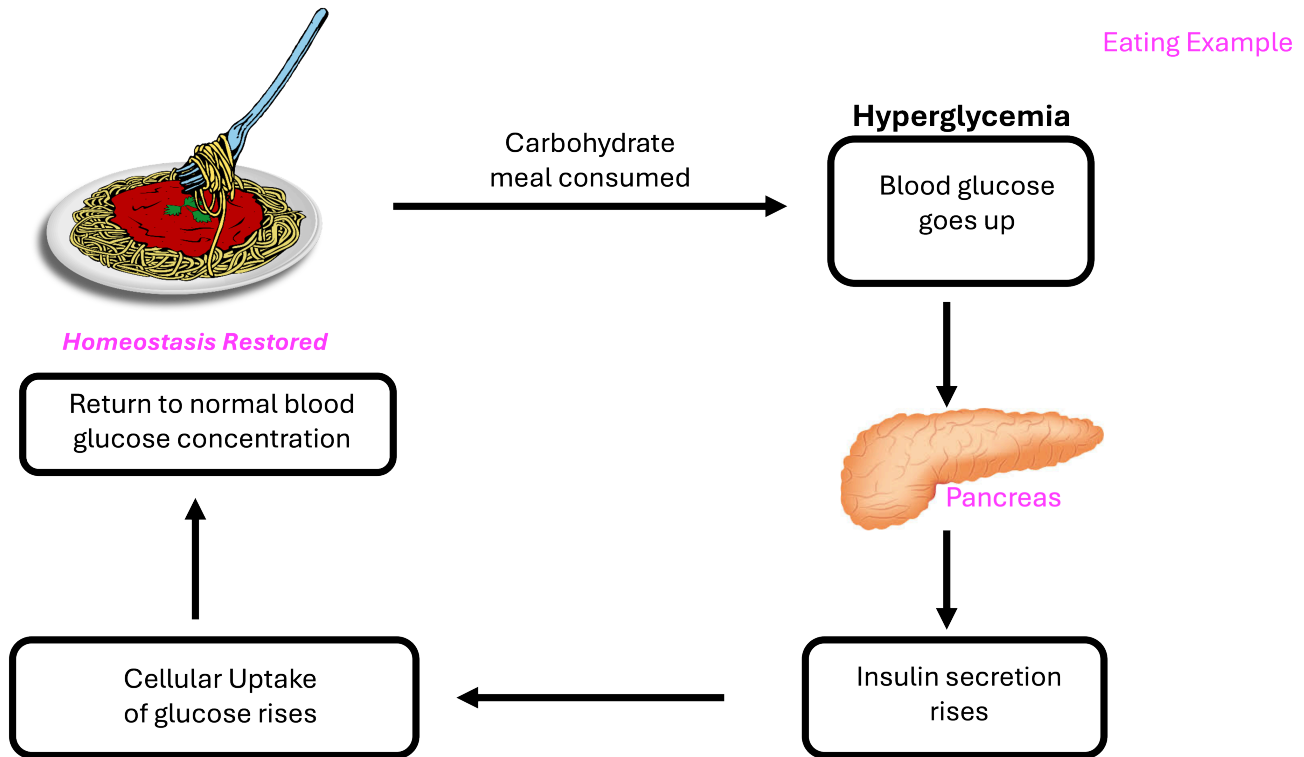 Eating Example
Hyperglycemia
Carbohydrate
meal consumed
Blood glucose
goes up
Homeostasis Restored
Return to normal blood
glucose concentration
Pancreas
Cellular Uptake
of glucose rises
Insulin secretion
rises